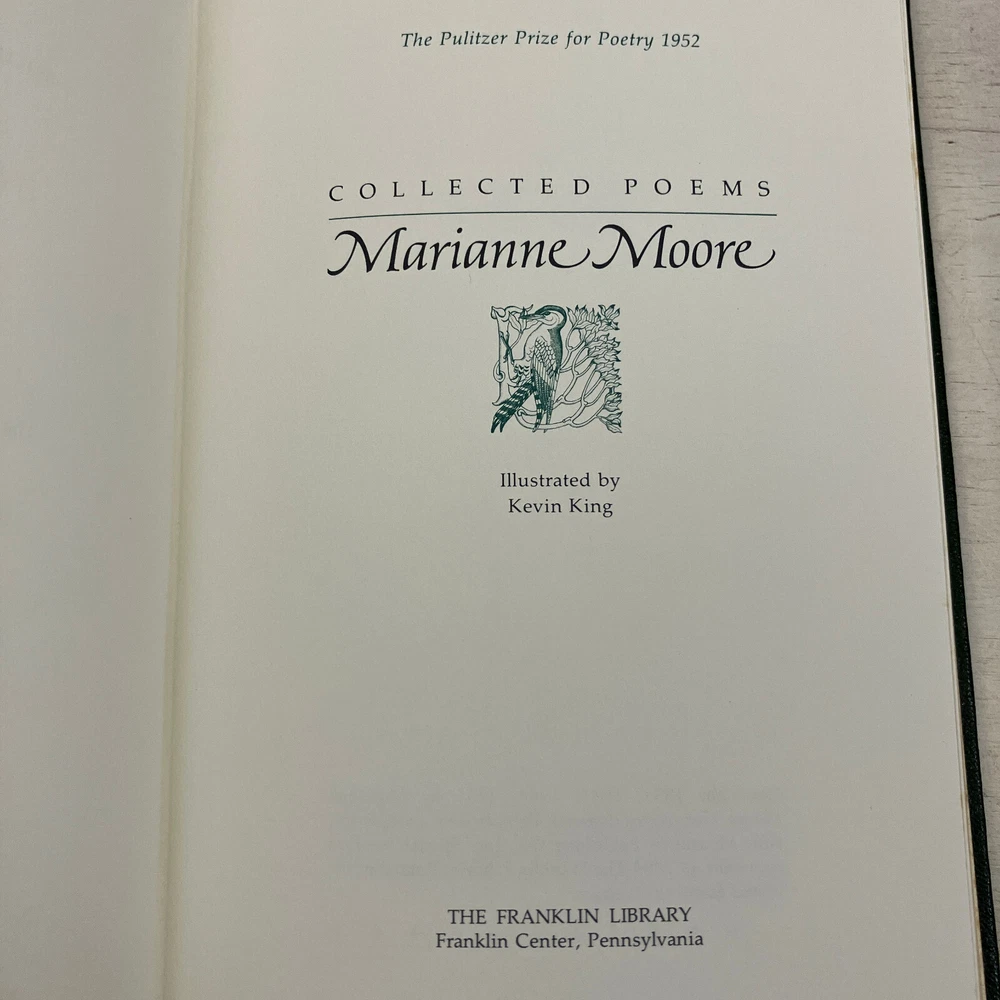 The Pulitzer Prize for Poetry 1952
COLLECTED POEMS
Marianne Moore
Illustrated by
Kevin King
THE FRANKLIN LIBRARY
Franklin Center, Pennsylvania